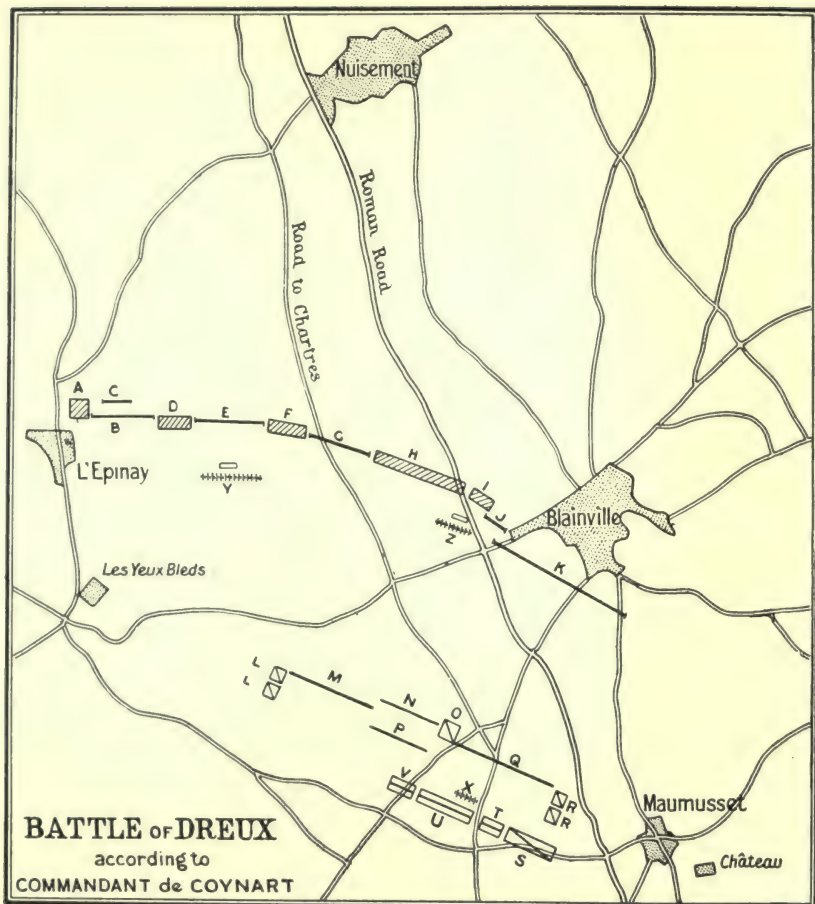 Nuisement
Road to Chartres
Roman Road
A
C
B
D
E
F
G
H
I
J
L'Epinay
Y
Z
Blainville
K
Les Yeux Bleds
L
L
M
N
O
P
Q
V
X
U
T
S
R
R
Maumusset
Château
BATTLE OF DREUX
according to
COMMANDANT de COYNART